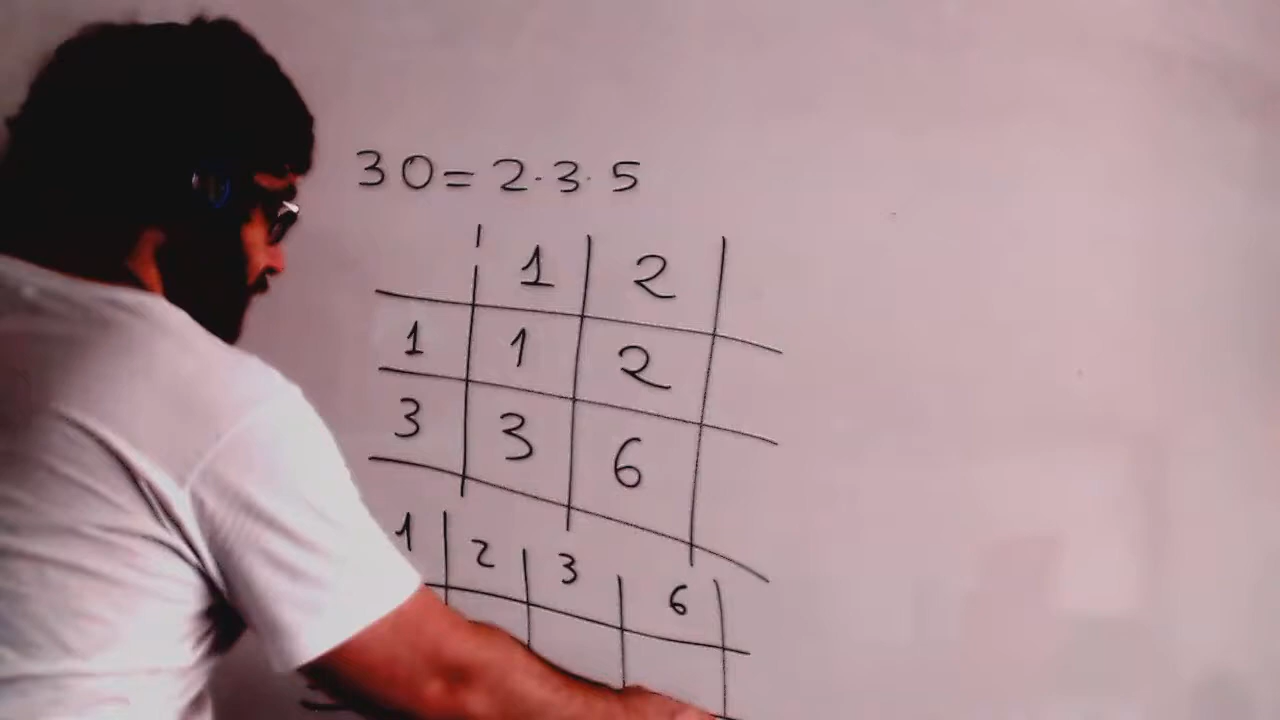 30=2·3·5
1 2
1 1 2
3 3 6
1 2 3 6